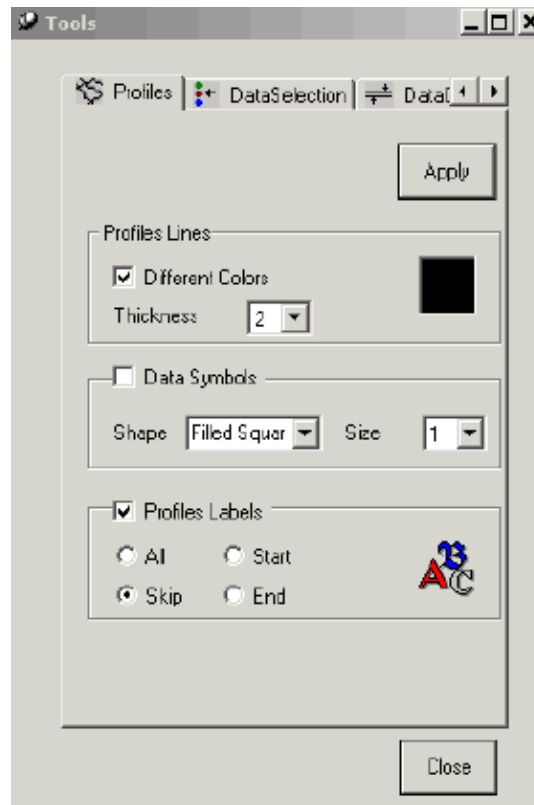 Tools
Profiles DataSelection
Apply
Profiles Lines
Different Colors
Thickness 2
Data Symbols
Shape Filled Squar Size 1
Profiles Labels
All Start
Skip End
ABC
Close